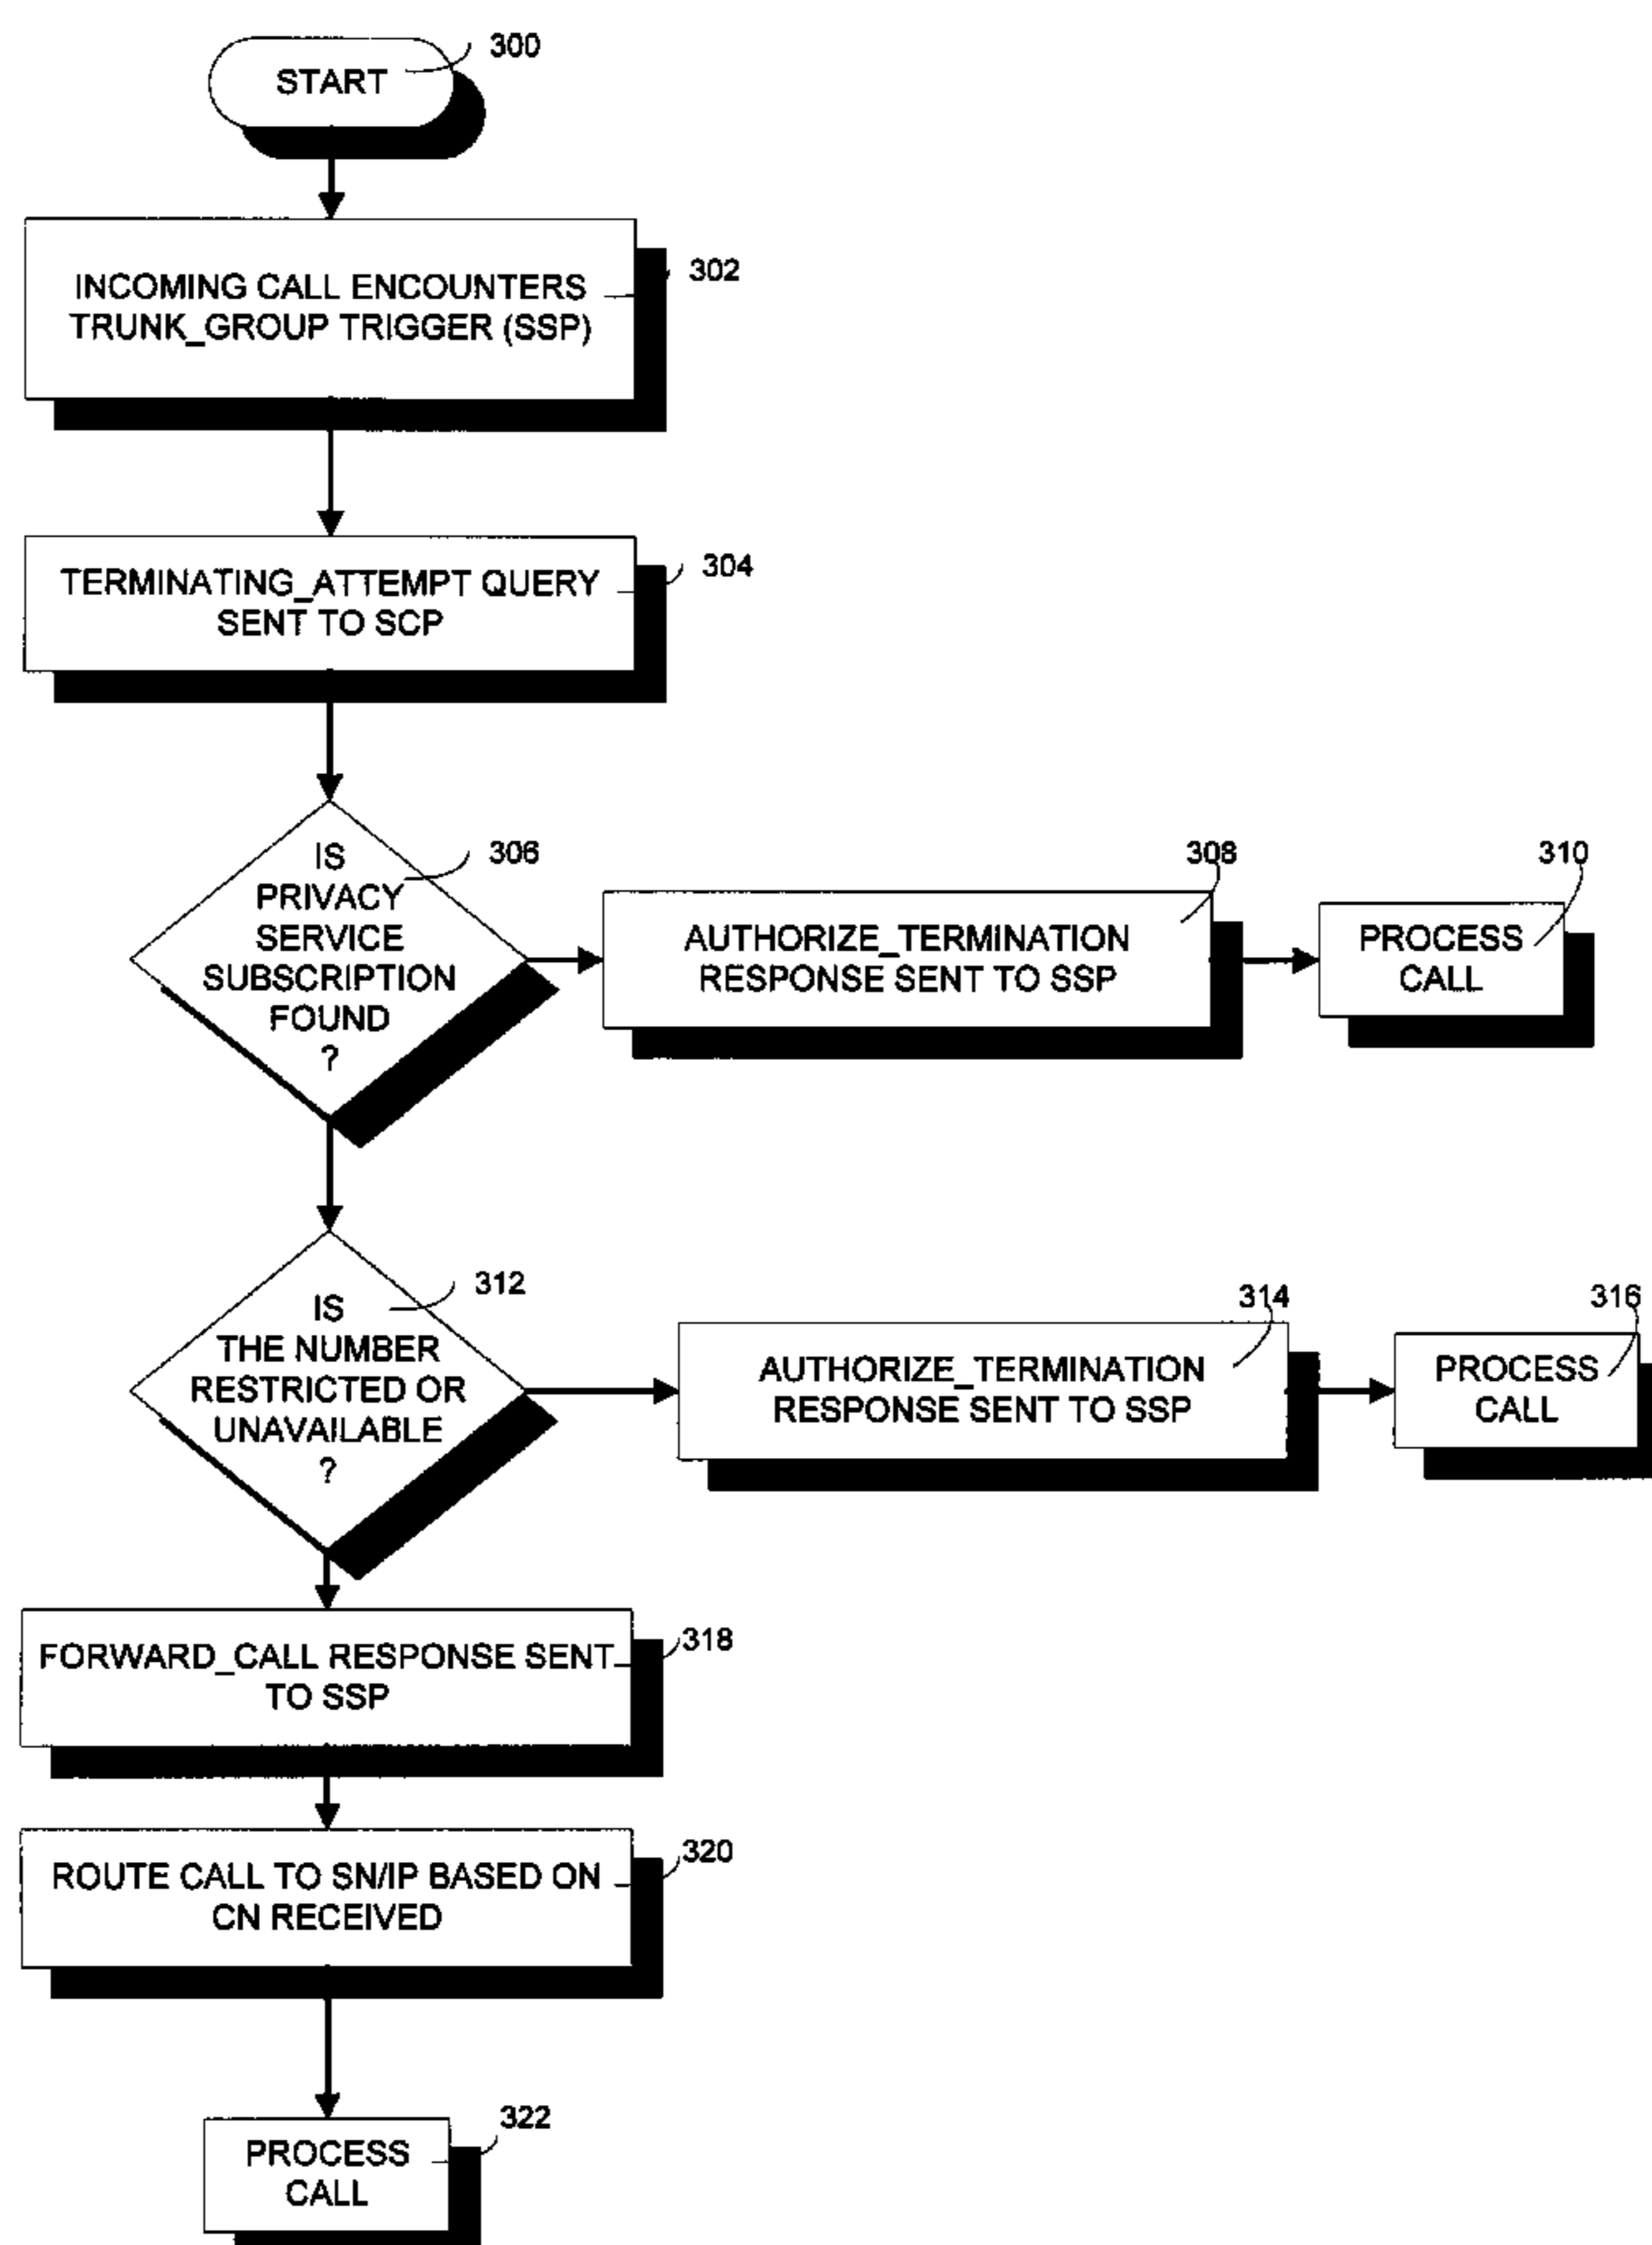 300
START
302
INCOMING CALL ENCOUNTERS
TRUNK_GROUP TRIGGER (SSP)
304
TERMINATING_ATTEMPT QUERY
SENT TO SCP
306
IS
PRIVACY
SERVICE
SUBSCRIPTION
FOUND
?
308
AUTHORIZE_TERMINATION
RESPONSE SENT TO SSP
310
PROCESS
CALL
312
IS
THE NUMBER
RESTRICTED OR
UNAVAILABLE
?
314
AUTHORIZE_TERMINATION
RESPONSE SENT TO SSP
316
PROCESS
CALL
318
FORWARD_CALL RESPONSE SENT
TO SSP
320
ROUTE CALL TO SN/IP BASED ON
CN RECEIVED
322
PROCESS
CALL